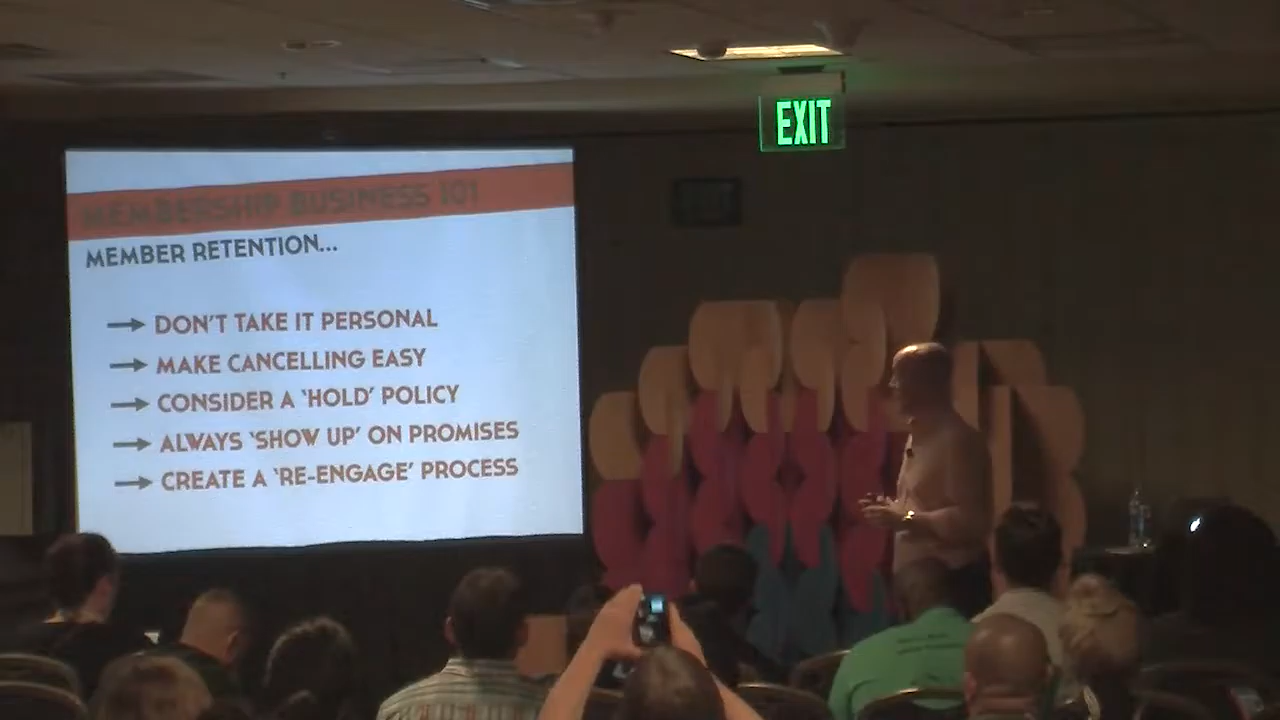 EXIT
MEMBERSHIP BUSINESS 101
MEMBER RETENTION...
→ DON'T TAKE IT PERSONAL
→ MAKE CANCELLING EASY
→ CONSIDER A 'HOLD' POLICY
→ ALWAYS 'SHOW UP' ON PROMISES
→ CREATE A 'RE-ENGAGE' PROCESS